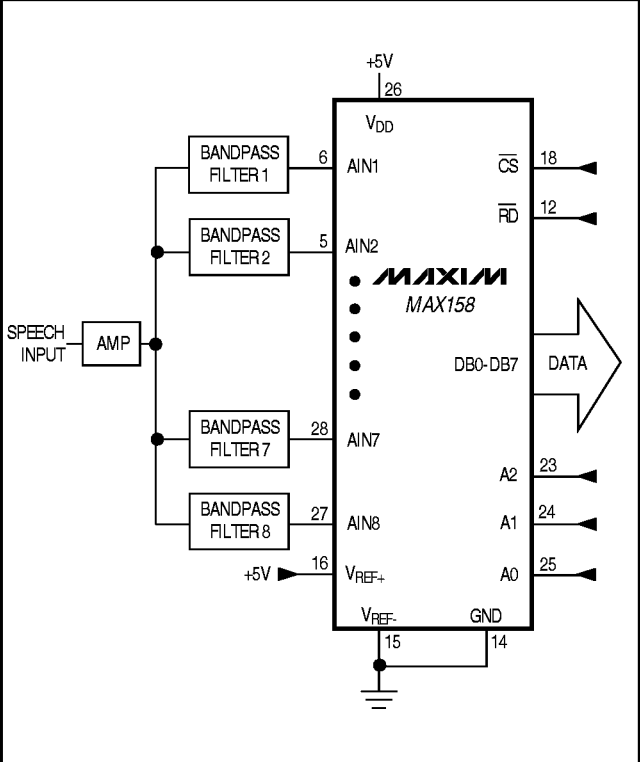 +5V
26
VDD
BANDPASS
FILTER 1
6
AIN1
CS
18
RD
12
BANDPASS
FILTER 2
5
AIN2
MAXIM
MAX158
SPEECH
INPUT
AMP
DB0-DB7
DATA
BANDPASS
FILTER 7
28
AIN7
A2
23
BANDPASS
FILTER 8
27
AIN8
A1
24
+5V
16
VREF+
A0
25
VREF-
GND
15
14